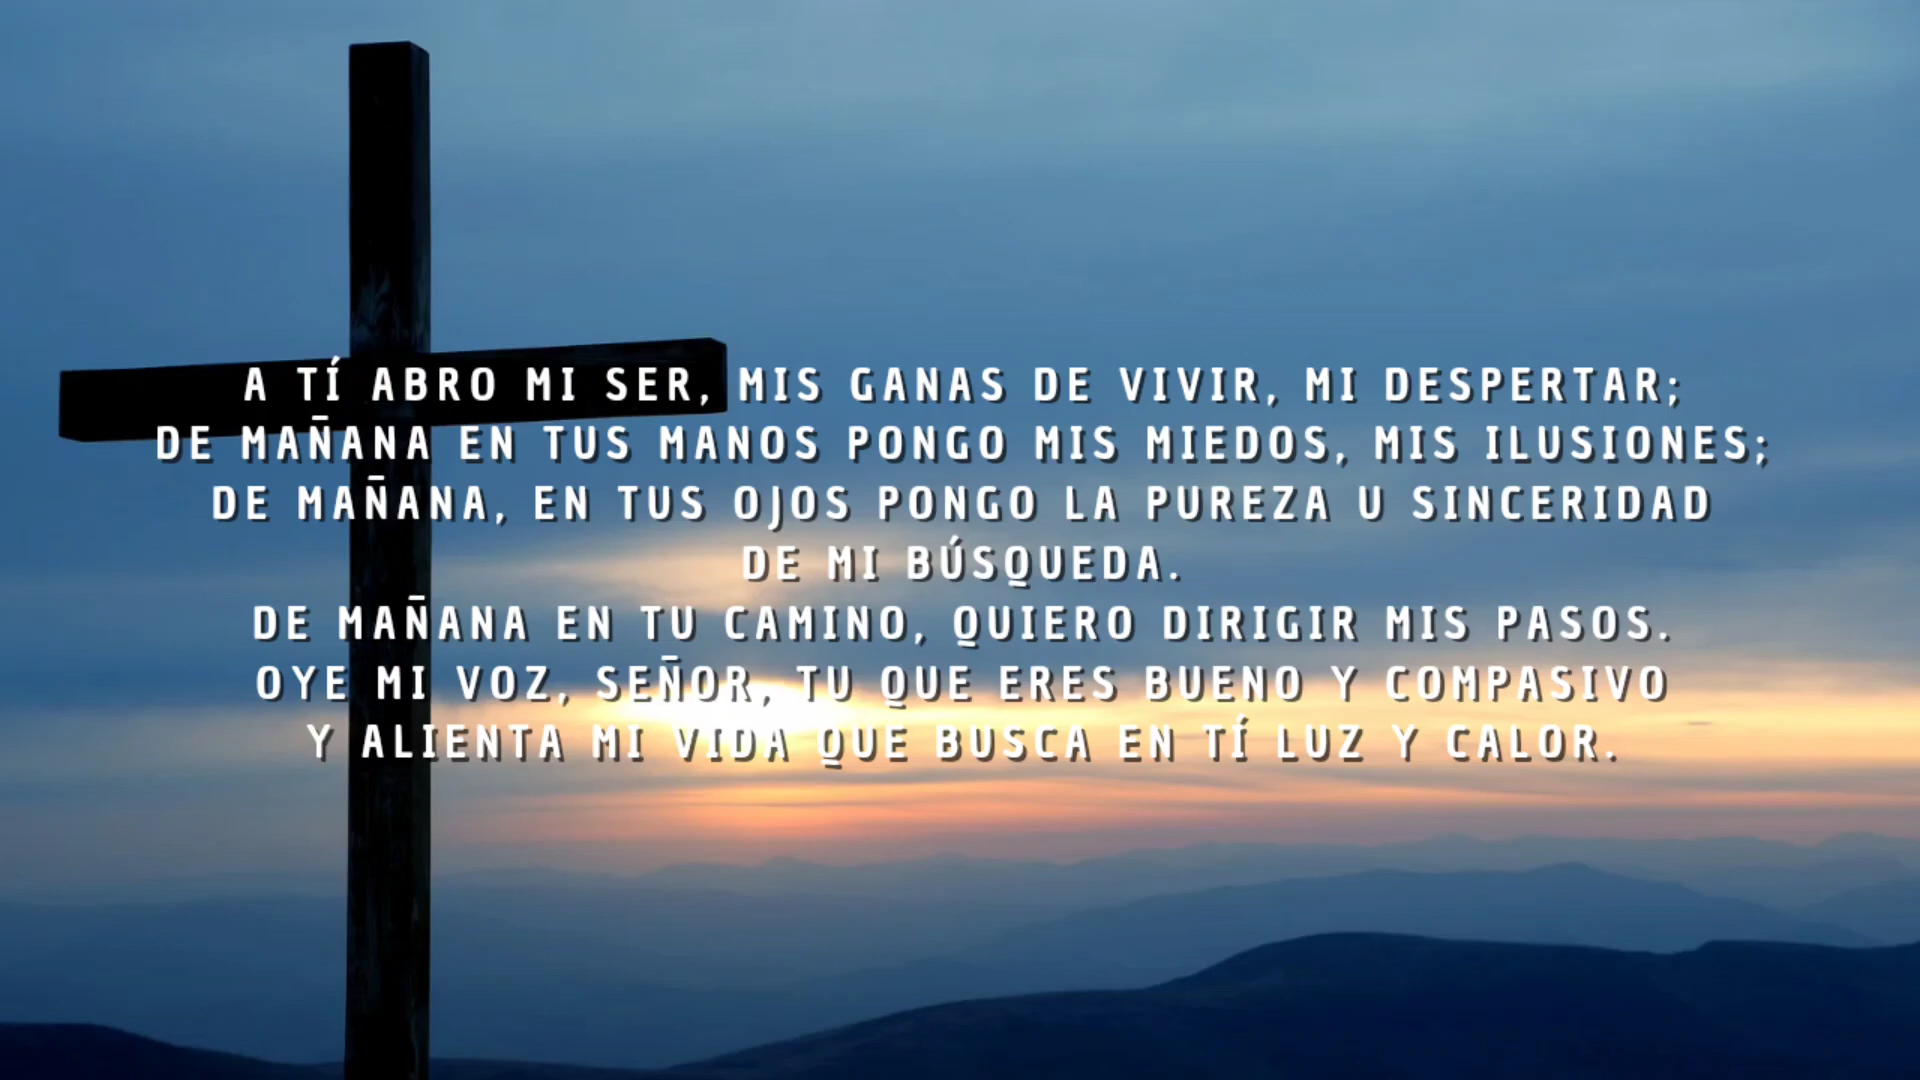 A TÍ ABRO MI SER, MIS GANAS DE VIVIR, MI DESPERTAR;
DE MAÑANA EN TUS MANOS PONGO MIS MIEDOS, MIS ILUSIONES;
DE MAÑANA, EN TUS OJOS PONGO LA PUREZA U SINCERIDAD
DE MI BÚSQUEDA.
DE MAÑANA EN TU CAMINO, QUIERO DIRIGIR MIS PASOS.
OYE MI VOZ, SEÑOR, TU QUE ERES BUENO Y COMPASIVO
Y ALIENTA MI VIDA QUE BUSCA EN TÍ LUZ Y CALOR.